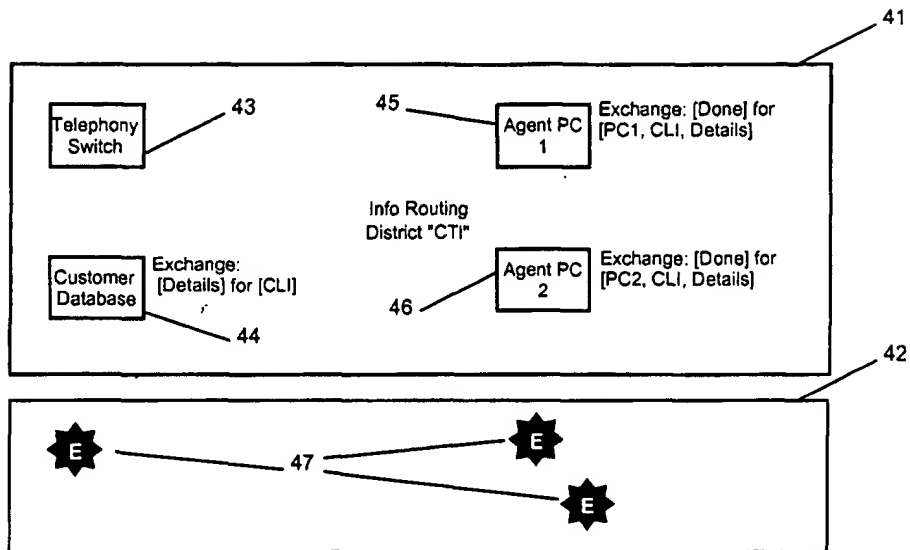 41
43
45
Telephony
Switch
Agent PC
1
Exchange: [Done] for
[PC1, CLI, Details]
Info Routing
District "CTI"
Customer
Database
Exchange:
[Details] for [CLI]
44
46
Agent PC
2
Exchange: [Done] for
[PC2, CLI, Details]
42
E
47
E
E